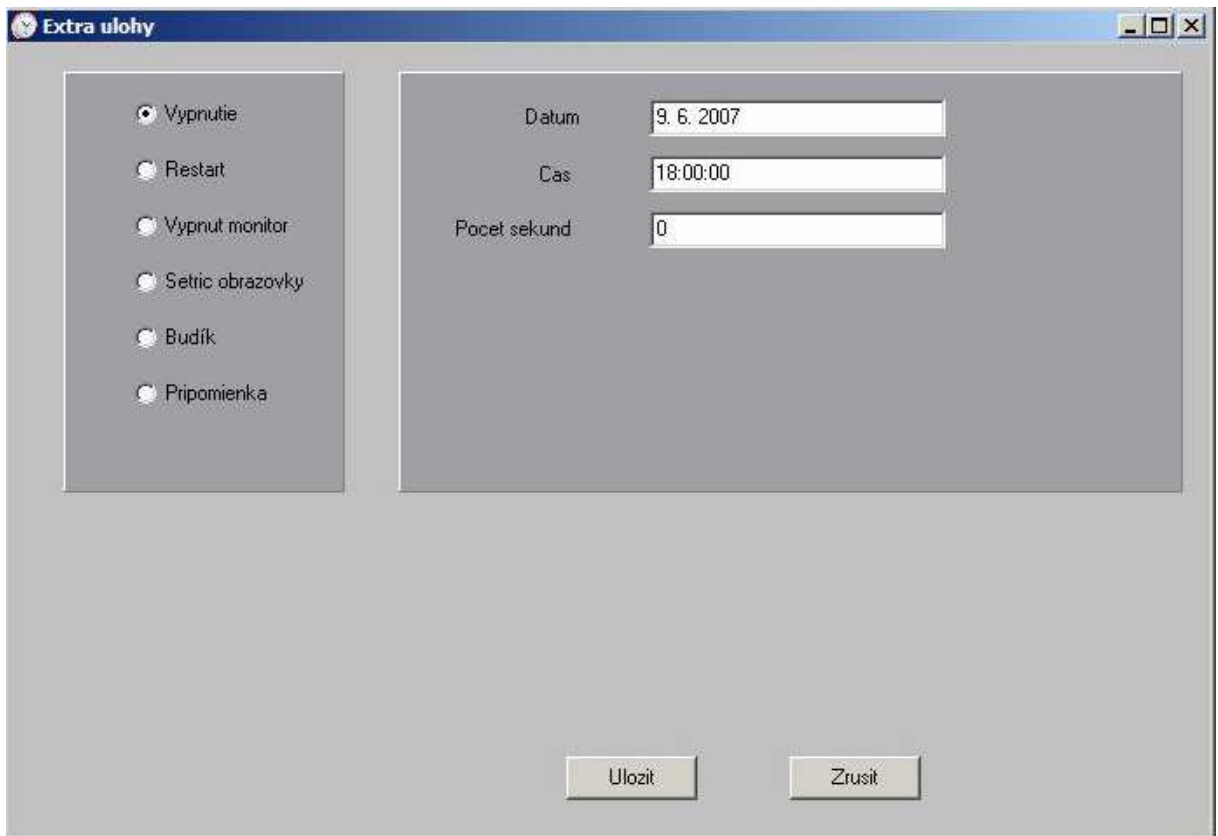 Extra ulohy
Vypnutie
Restart
Vypnut monitor
Setric obrazovky
Budík
Pripomienka
Datum 9. 6. 2007
Cas 18:00:00
Pocet sekund 0
Ulozit Zrusit